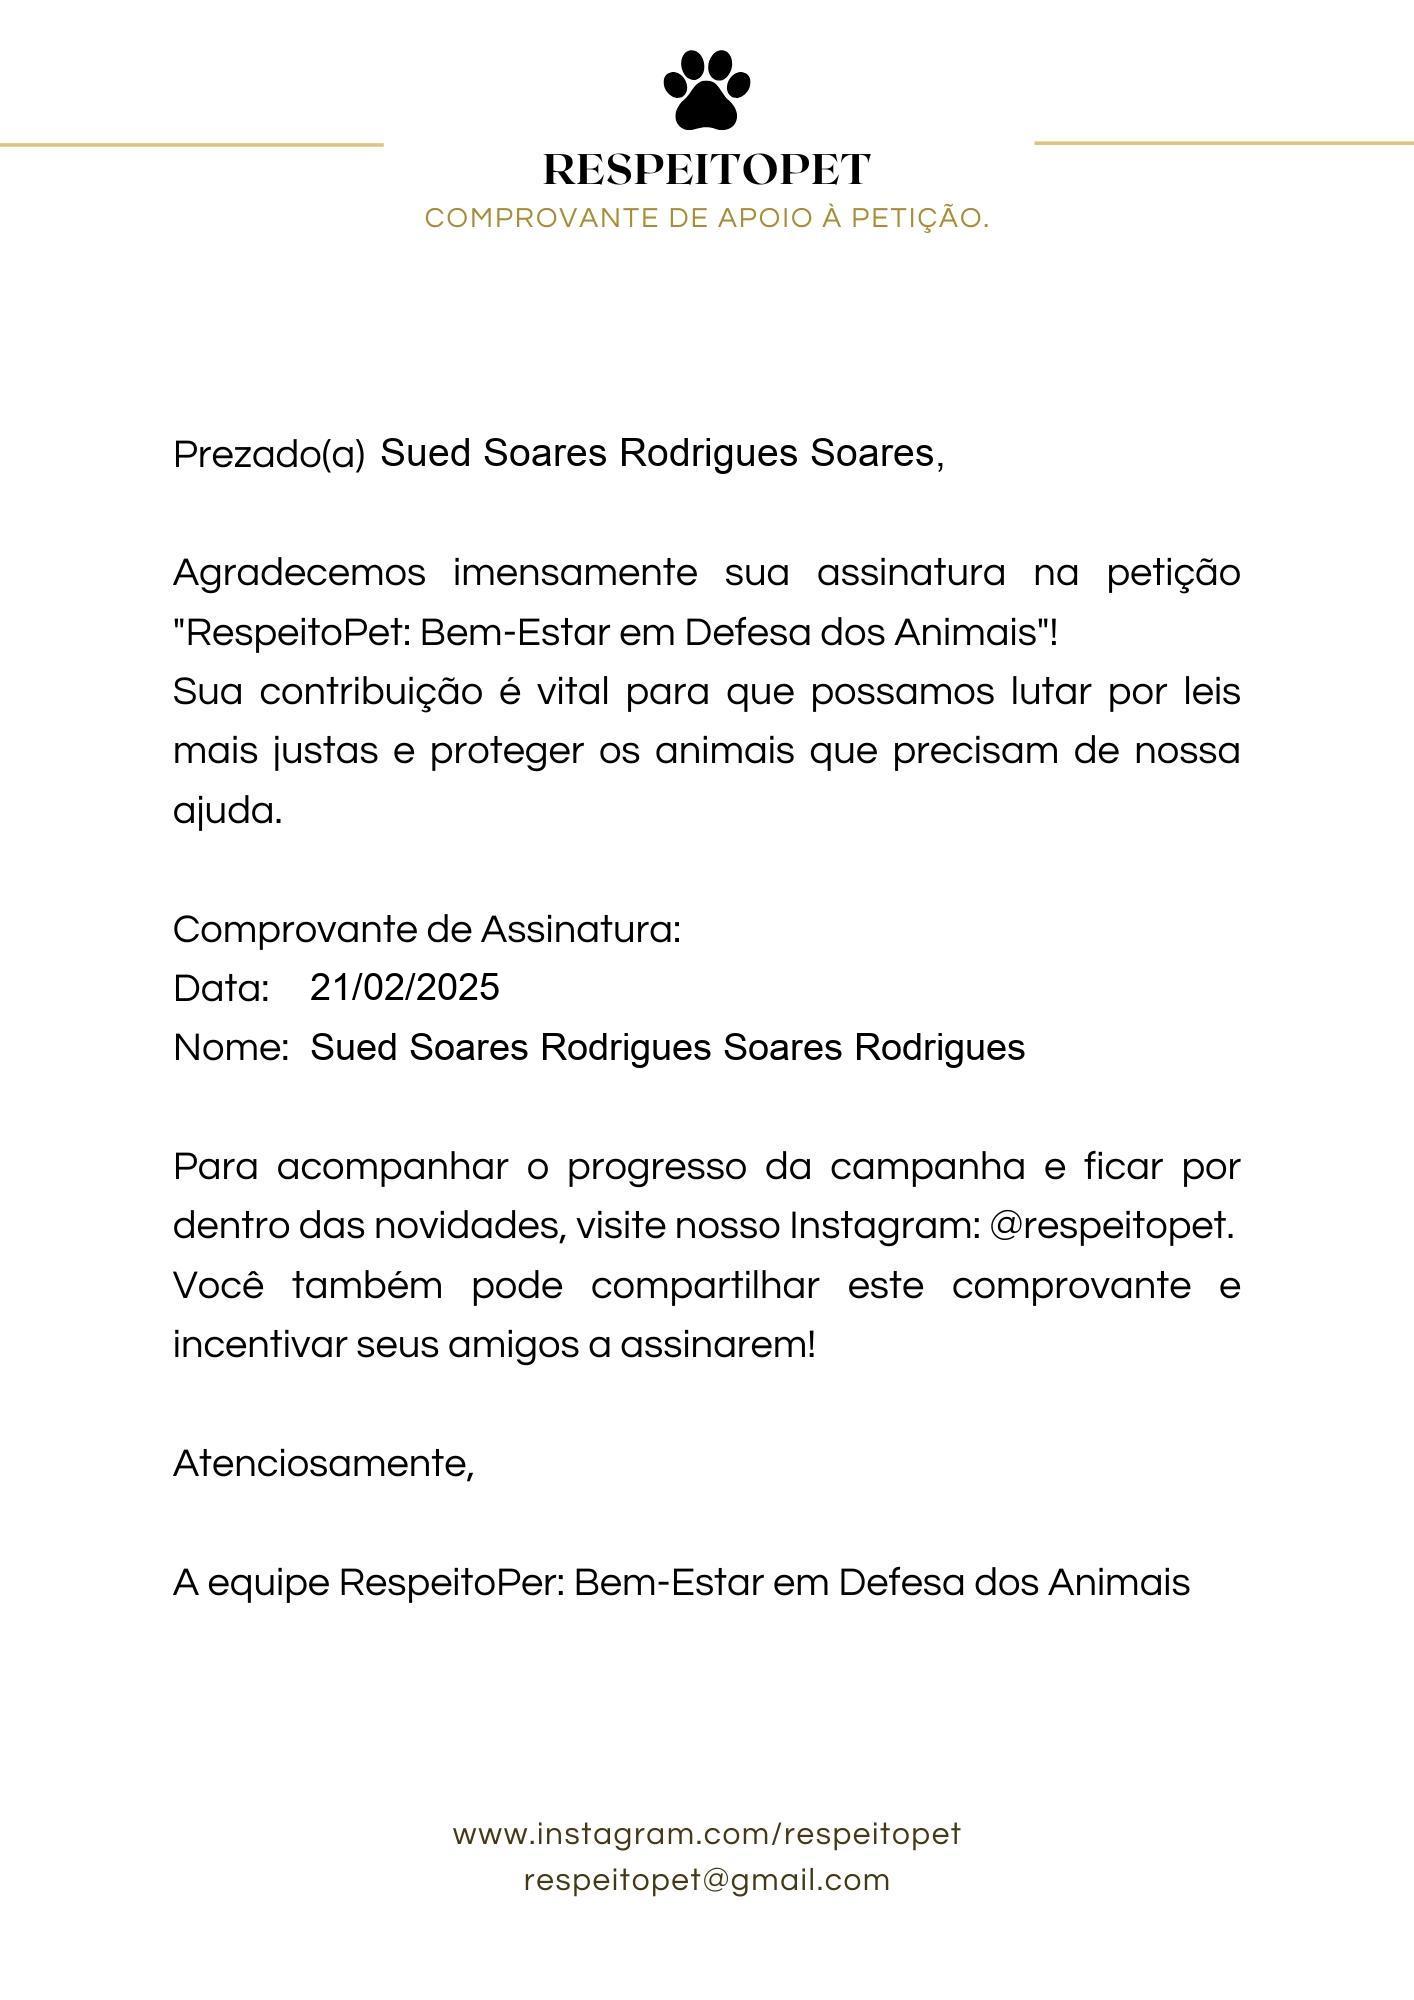 RESPEITOPET
COMPROVANTE DE APOIO À PETIÇÃO.
Prezado(a) Sued Soares Rodrigues Soares,
Agradecemos imensamente sua assinatura na petição
"RespeitoPet: Bem-Estar em Defesa dos Animais"!
Sua contribuição é vital para que possamos lutar por leis
mais justas e proteger os animais que precisam de nossa
ajuda.
Comprovante de Assinatura:
Data: 21/02/2025
Nome: Sued Soares Rodrigues Soares Rodrigues
Para acompanhar o progresso da campanha e ficar por
dentro das novidades, visite nosso Instagram: @respeitopet.
Você também pode compartilhar este comprovante e
incentivar seus amigos a assinarem!
Atenciosamente,
A equipe RespeitoPer: Bem-Estar em Defesa dos Animais
www.instagram.com/respeitopet
respeitopet@gmail.com